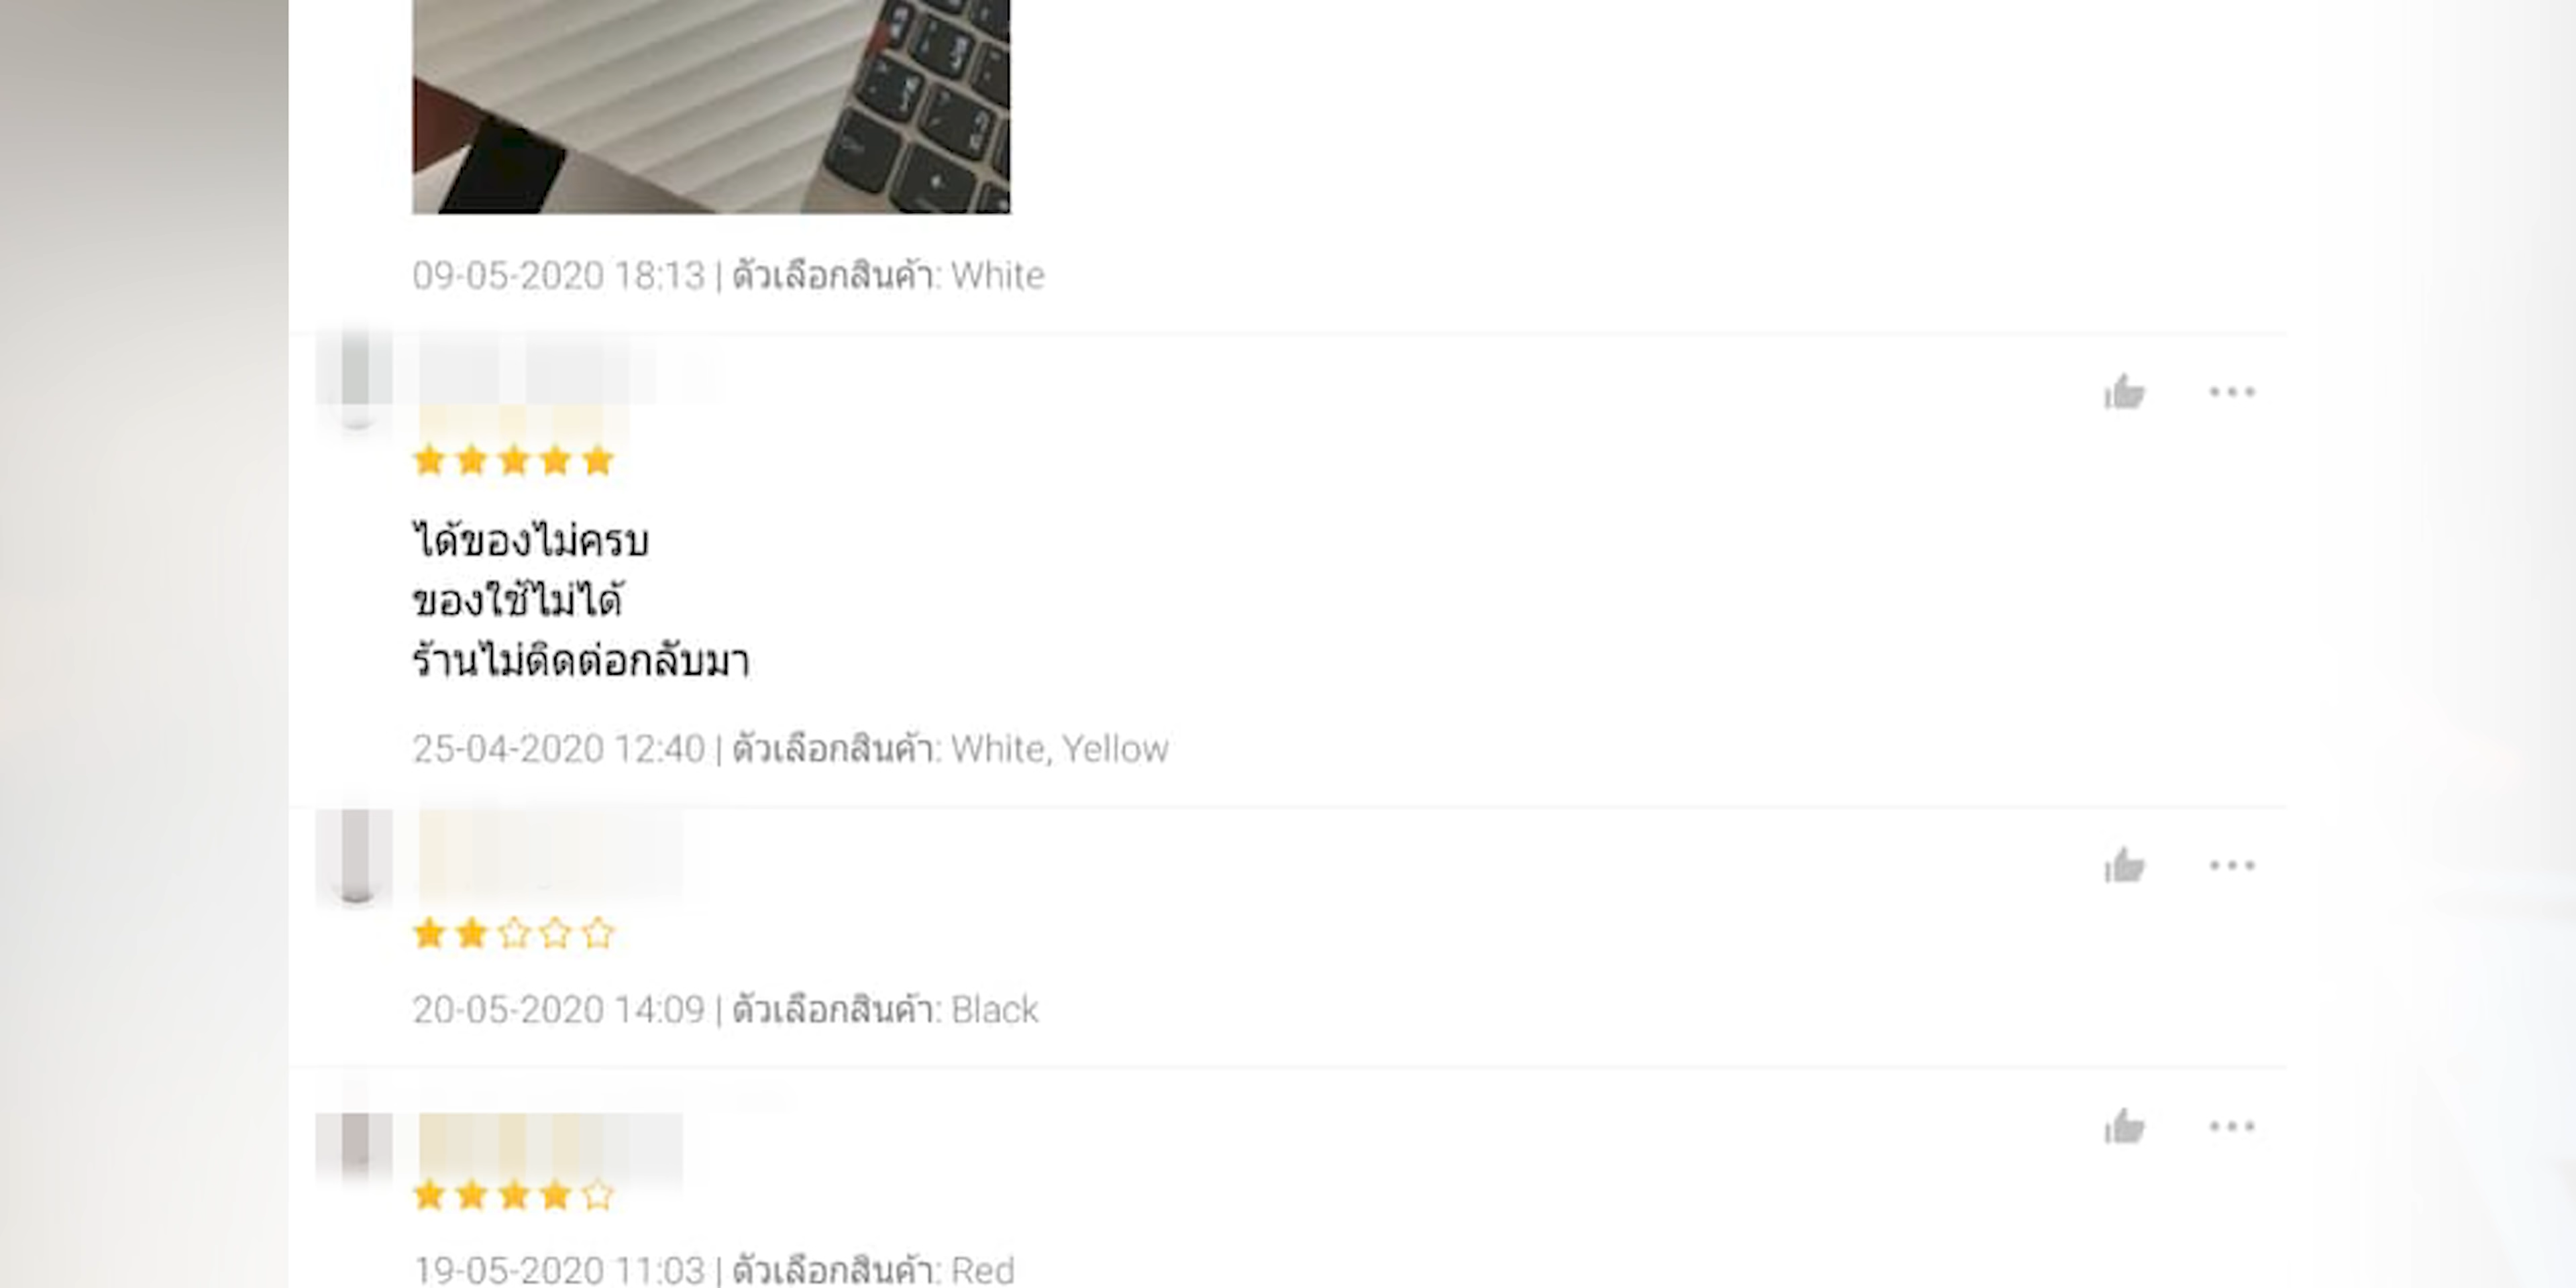 09-05-2020 18:13 | ตัวเลือกสินค้า: White
ได้ของไม่ครบ
ของใช้ไม่ได้
ร้านไม่ติดต่อกลับมา
25-04-2020 12:40 | ตัวเลือกสินค้า: White, Yellow
20-05-2020 14:09 | ตัวเลือกสินค้า: Black
19-05-2020 11:03 | ตัวเลือกสินค้า: Red